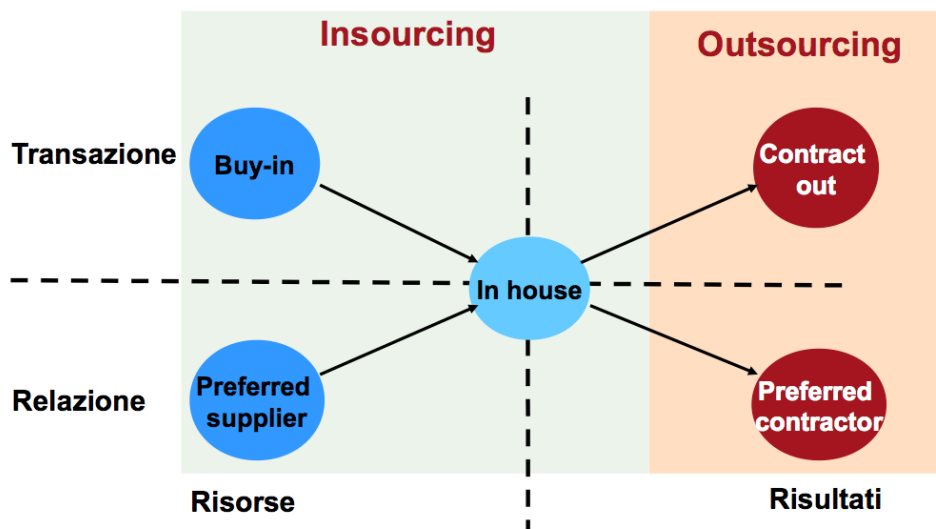 Insourcing
Outsourcing
Transazione
Buy-in
Contract
out
In house
Relazione
Preferred
supplier
Preferred
contractor
Risorse
Risultati